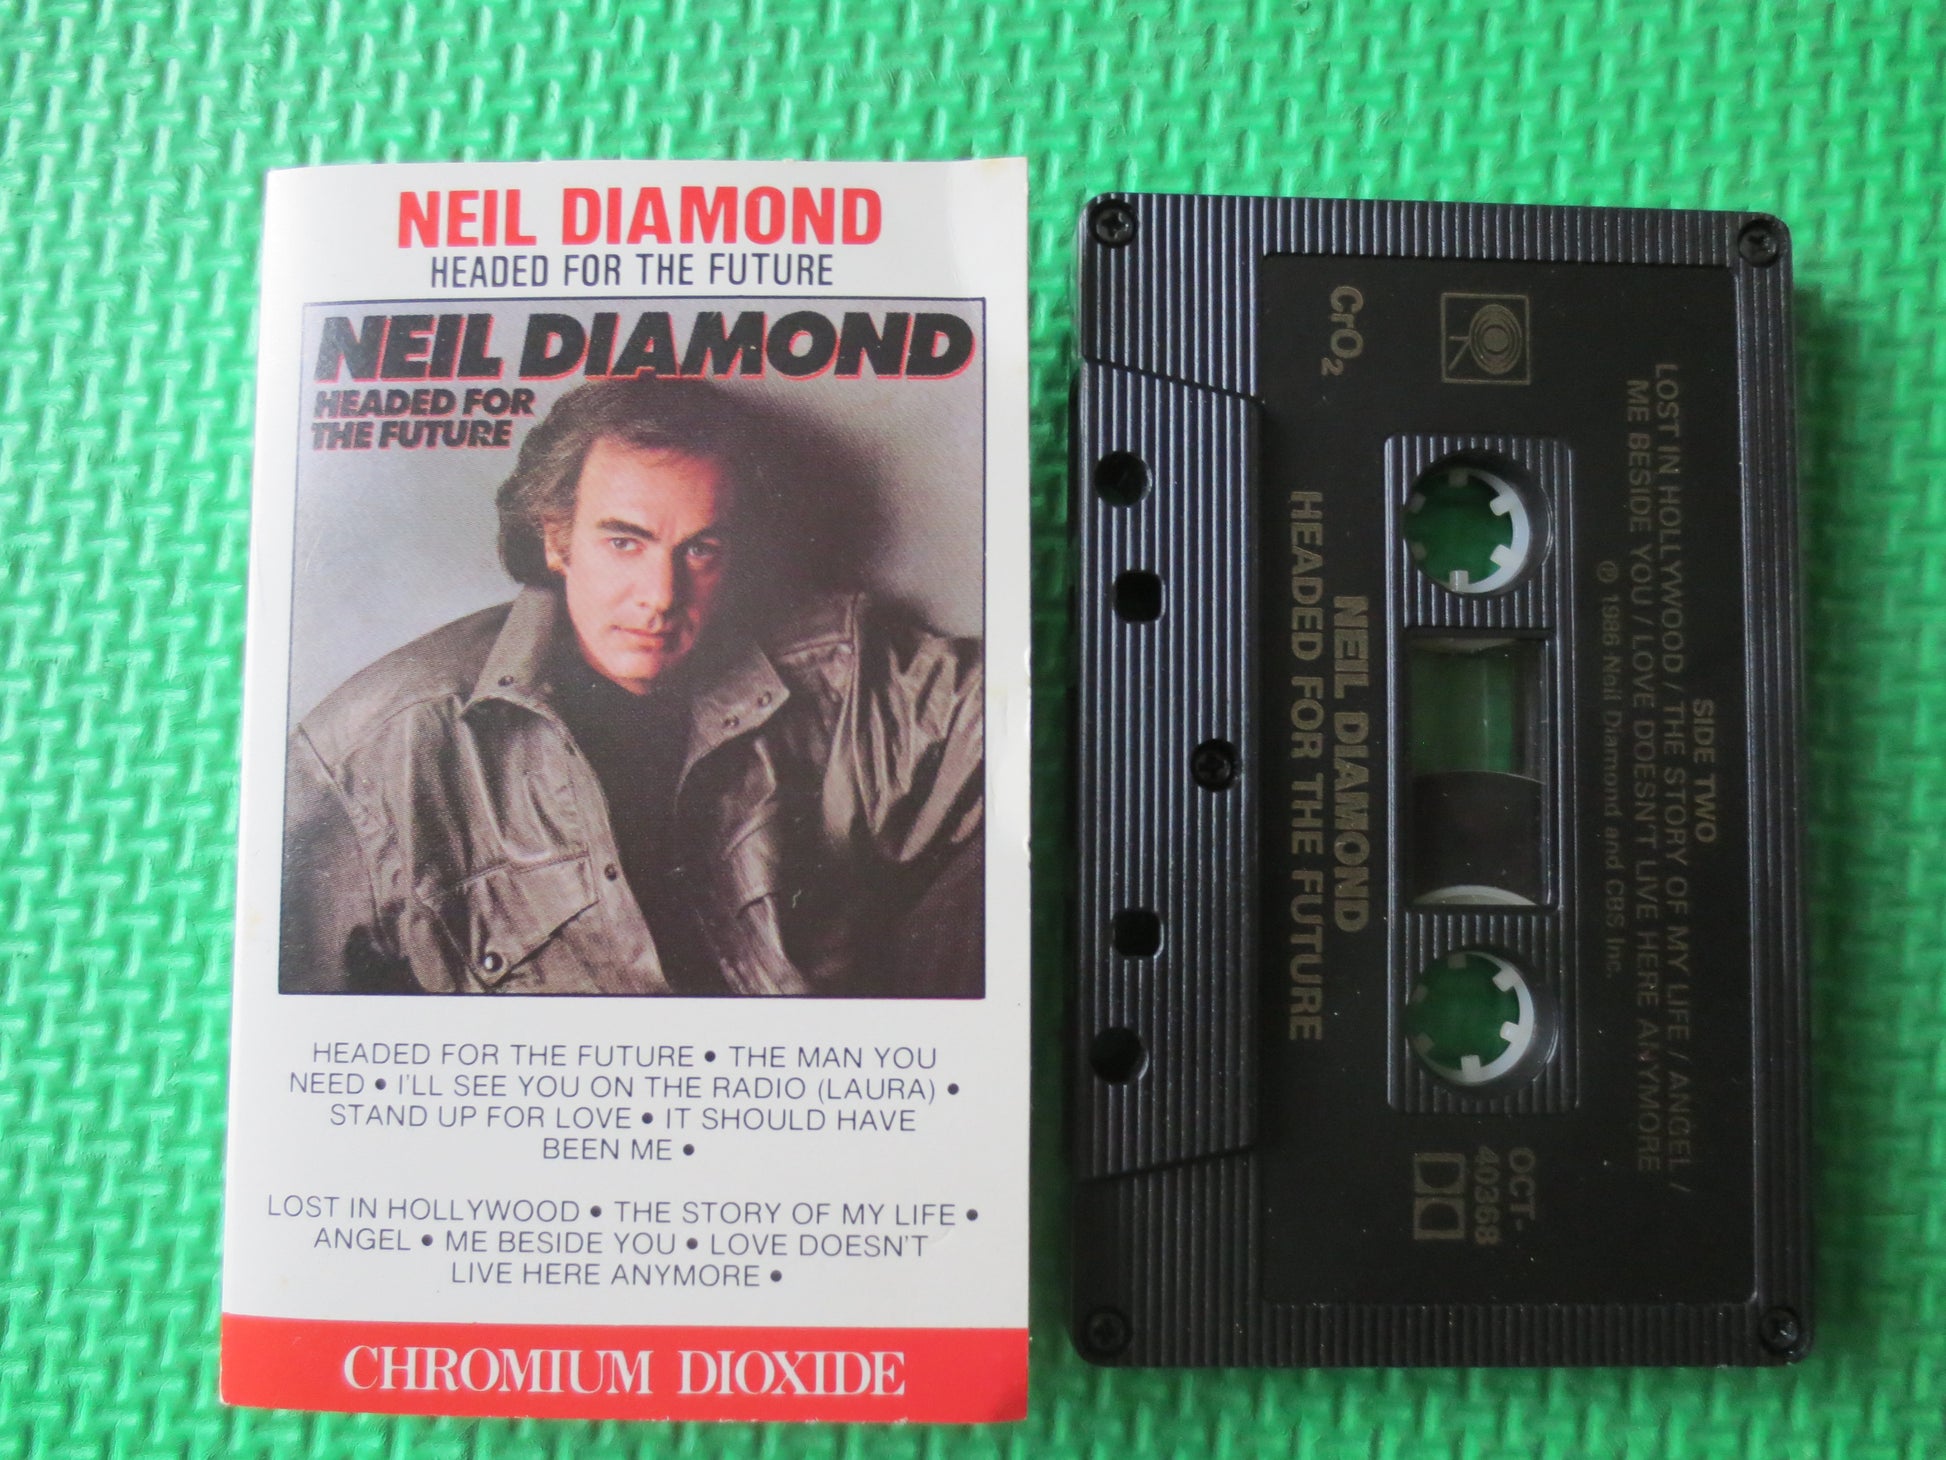 NEIL DIAMOND
HEADED FOR THE FUTURE
NEIL DIAMOND
HEADED FOR
THE FUTURE
HEADED FOR THE FUTURE • THE MAN YOU
NEED • I'LL SEE YOU ON THE RADIO (LAURA) •
STAND UP FOR LOVE • IT SHOULD HAVE
BEEN ME •
LOST IN HOLLYWOOD • THE STORY OF MY LIFE •
ANGEL • ME BESIDE YOU • LOVE DOESN'T
LIVE HERE ANYMORE •
CHROMIUM DIOXIDE
SIDE TWO
LOST IN HOLLYWOOD / THE STORY OF MY LIFE / ANGEL /
ME BESIDE YOU / LOVE DOESN'T LIVE HERE ANYMORE
℗ 1986 Neil Diamond and CBS Inc.
CrO₂
OCT-
40368
NEIL DIAMOND
HEADED FOR THE FUTURE